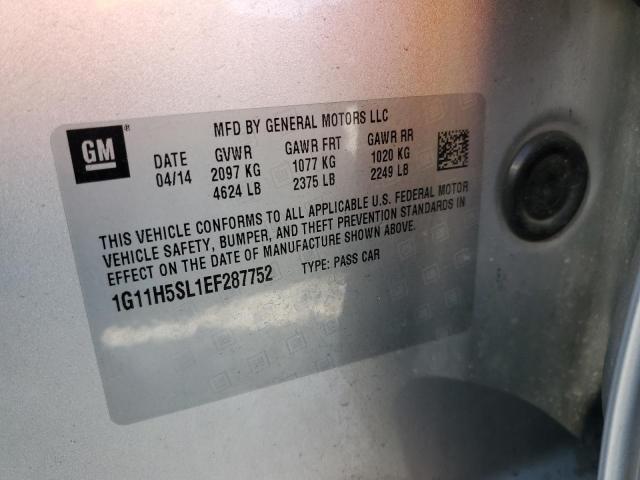 GM®
MFD BY GENERAL MOTORS LLC
DATE GVWR GAWR FRT GAWR RR
04/14 2097 KG 1077 KG 1020 KG
4624 LB 2375 LB 2249 LB
THIS VEHICLE CONFORMS TO ALL APPLICABLE U.S. FEDERAL MOTOR
VEHICLE SAFETY, BUMPER, AND THEFT PREVENTION STANDARDS IN
EFFECT ON THE DATE OF MANUFACTURE SHOWN ABOVE.
1G11H5SL1EF287752 TYPE: PASS CAR